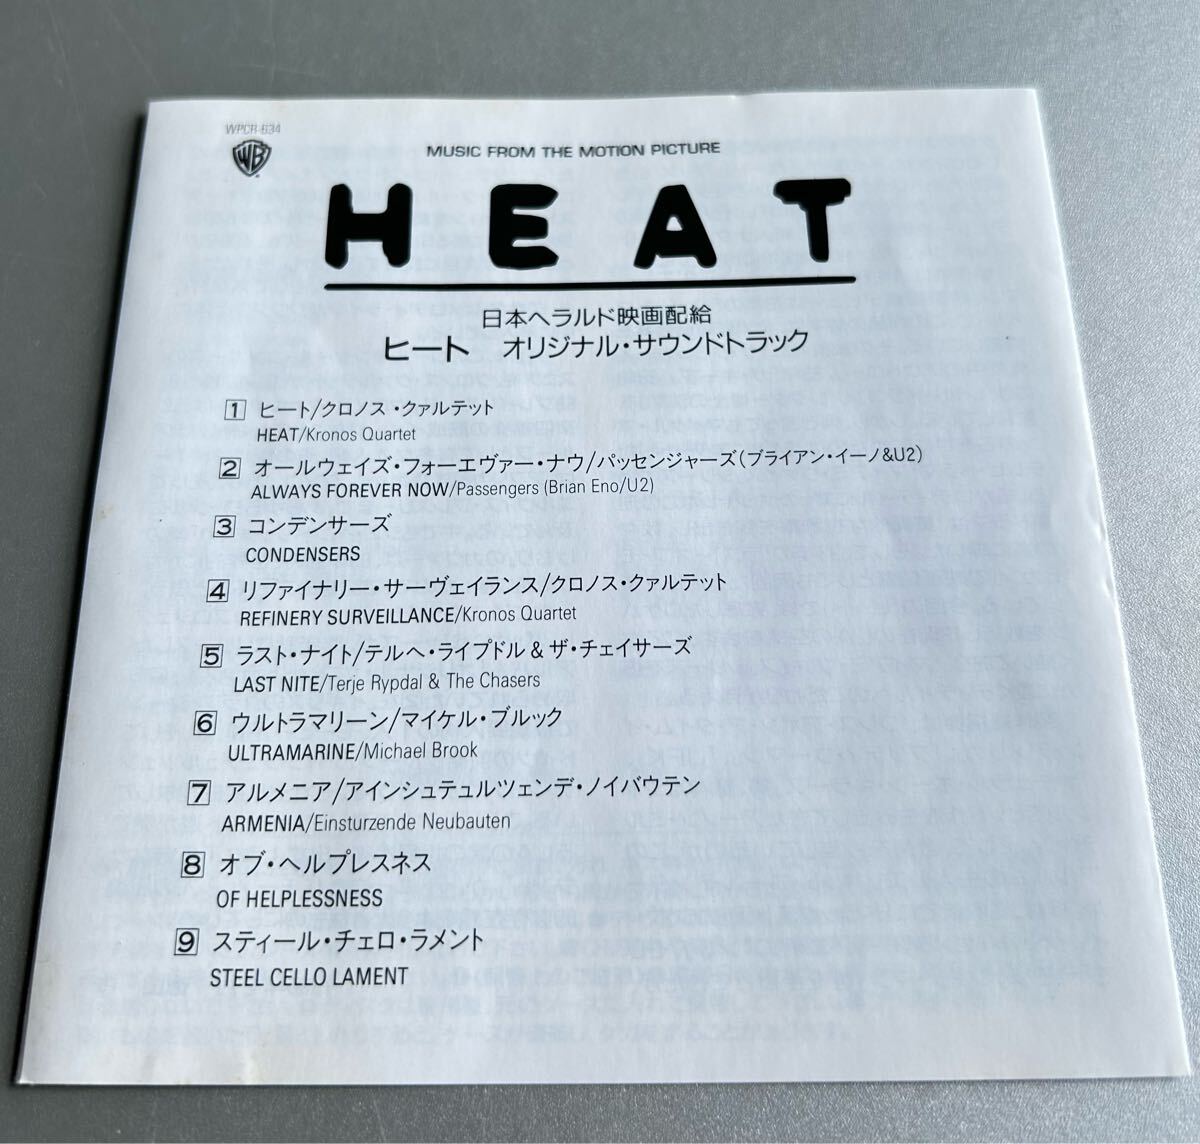 WPCR-634
WB
MUSIC FROM THE MOTION PICTURE
HEAT
日本ヘラルド映画配給
ヒート オリジナル・サウンドトラック
1 ヒート/クロノス・クァルテット
HEAT/Kronos Quartet
2 オールウェイズ・フォーエヴァー・ナウ/パッセンジャーズ(ブライアン・イーノ&U2)
ALWAYS FOREVER NOW/Passengers (Brian Eno/U2)
3 コンデンサーズ
CONDENSERS
4 リファイナリー・サーヴェイランス/クロノス・クァルテット
REFINERY SURVEILLANCE/Kronos Quartet
5 ラスト・ナイト/テルヘ・ライプドル&ザ・チェイサーズ
LAST NITE/Terje Rypdal & The Chasers
6 ウルトラマリーン/マイケル・ブルック
ULTRAMARINE/Michael Brook
7 アルメニア/アインシュテュルツェンデ・ノイバウテン
ARMENIA/Einsturzende Neubauten
8 オブ・ヘルプレスネス
OF HELPLESSNESS
9 スティール・チェロ・ラメント
STEEL CELLO LAMENT